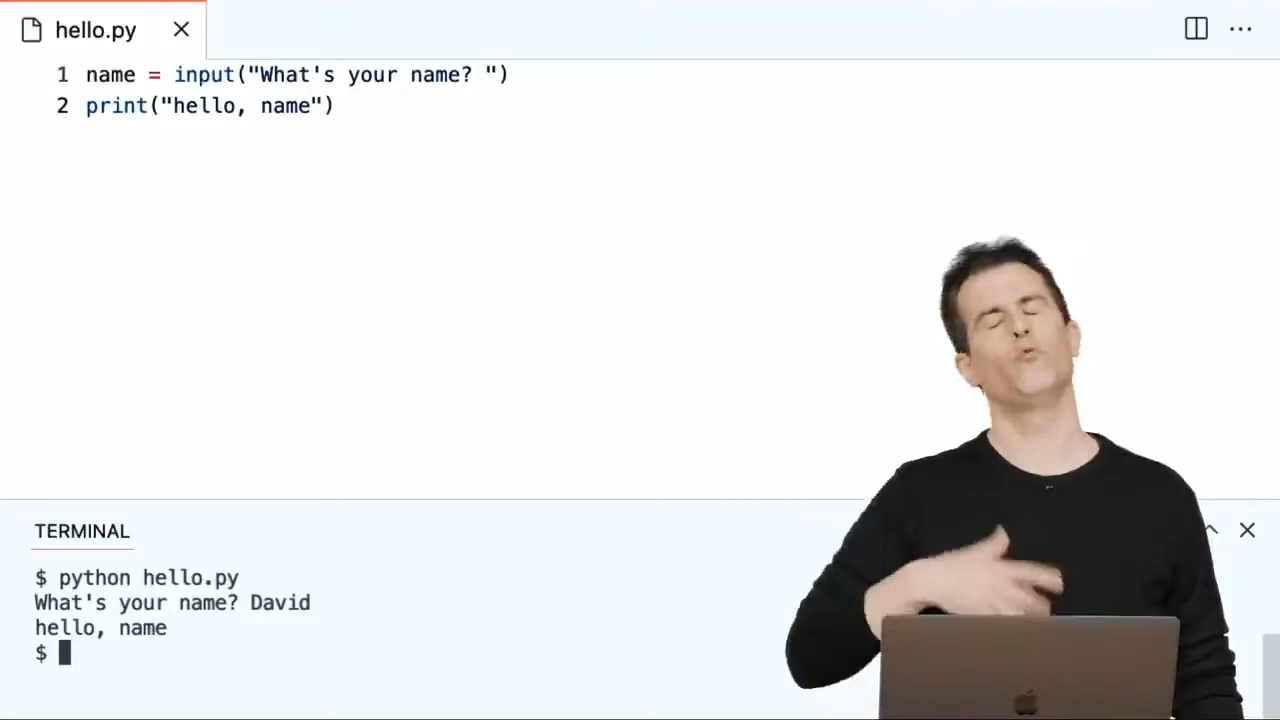 hello.py
1 name = input("What's your name? ")
2 print("hello, name")
TERMINAL
$ python hello.py
What's your name? David
hello, name
$